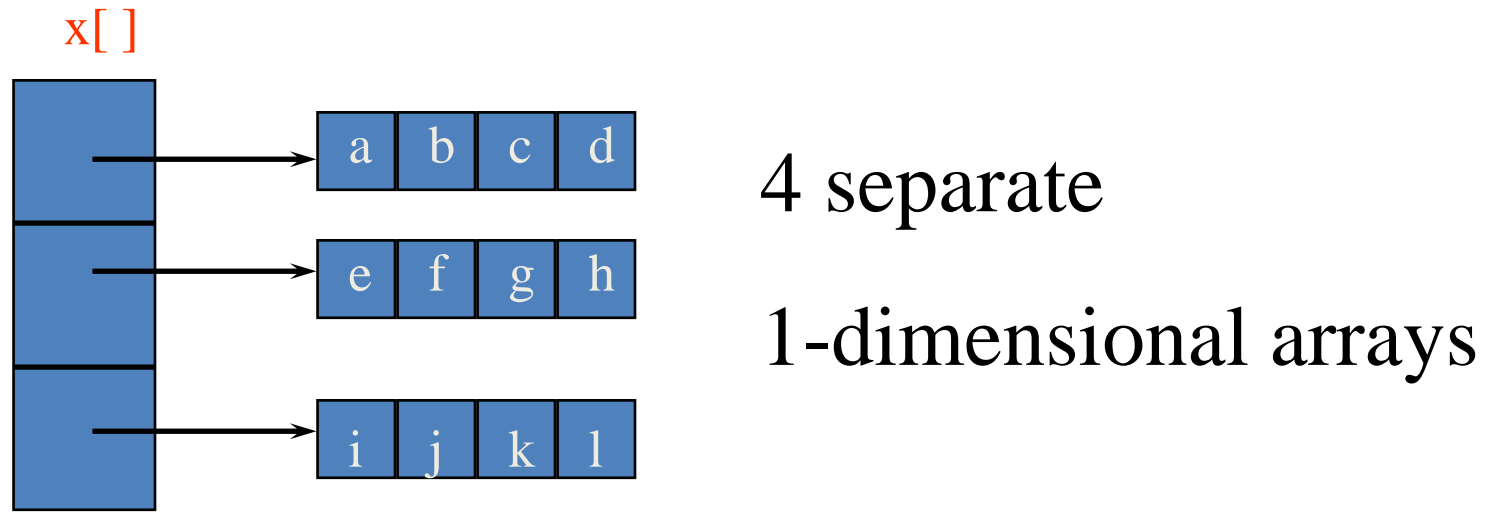 x[ ]
a b c d
4 separate
e f g h
1-dimensional arrays
i j k l